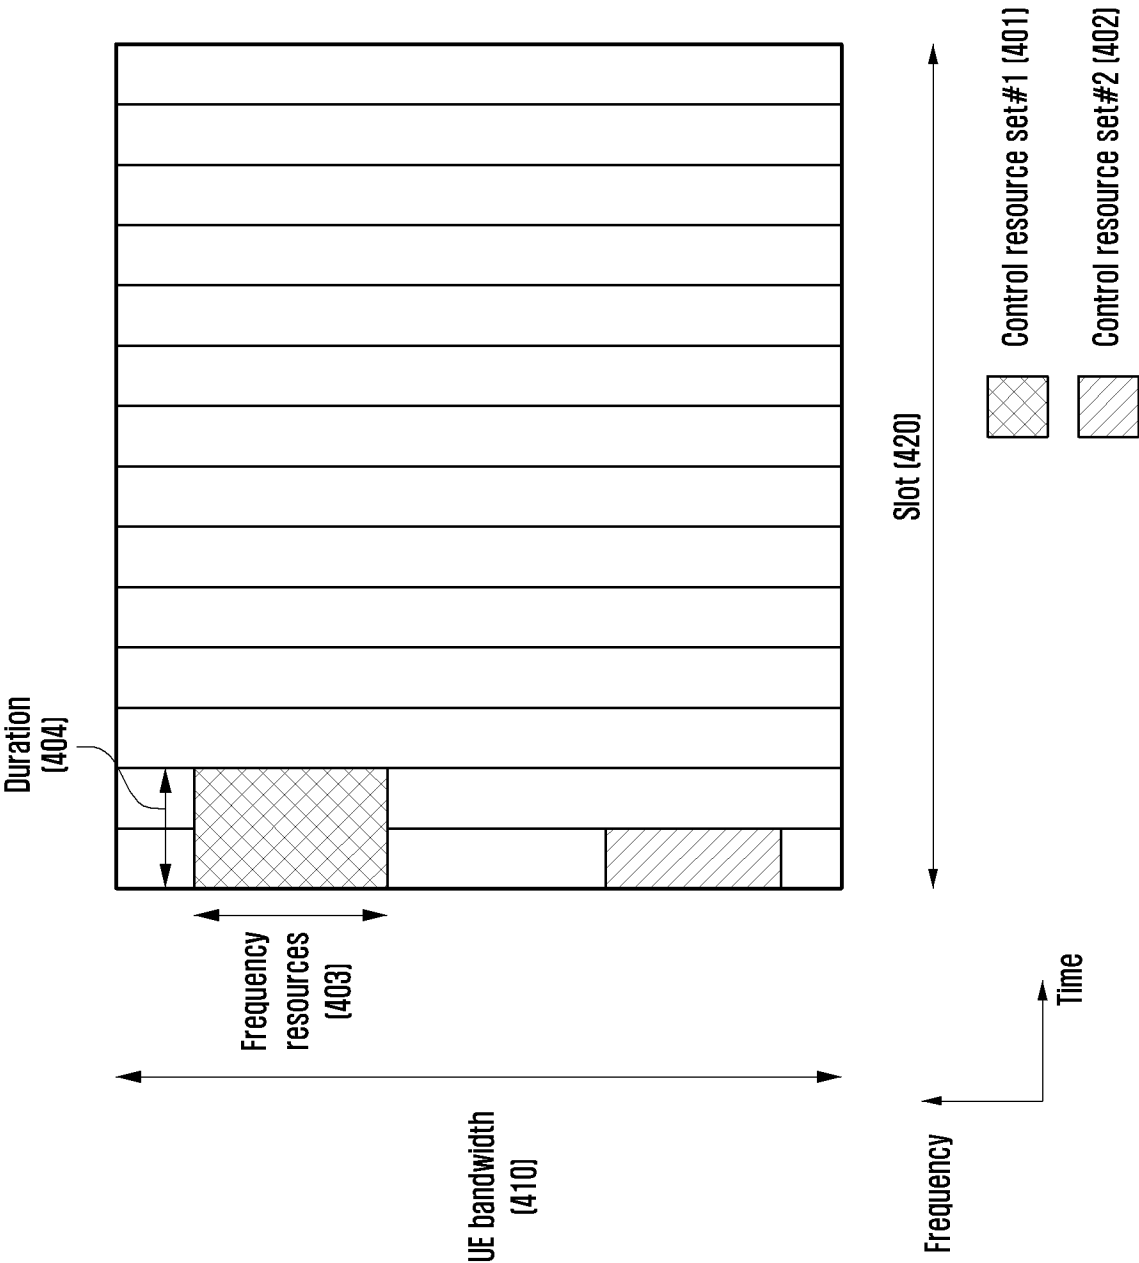 Duration
(404)
Frequency
resources
(403)
UE bandwidth
(410)
Slot (420)
Frequency
Time
Control resource set#1 (401)
Control resource set#2 (402)